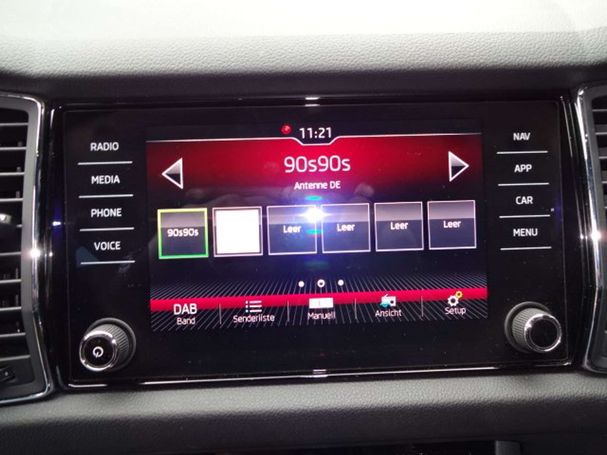 11:21
RADIO
MEDIA
PHONE
VOICE
90s90s
Antenne DE
90s90s
Leer
Leer
Leer
Leer
DAB
Band
Senderliste
Manuell
Ansicht
Setup
NAV
APP
CAR
MENU